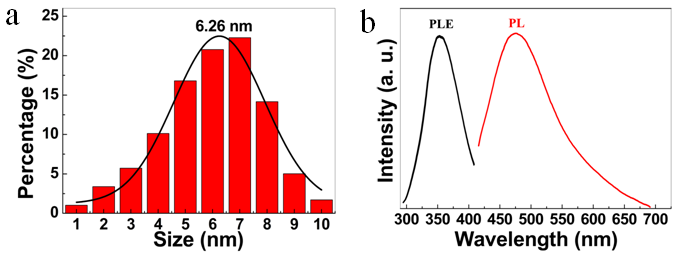 a
6.26 nm
25
20
15
10
5
0
Percentage (%)
1 2 3 4 5 6 7 8 9 10
Size (nm)
b
PLE PL
Intensity (a. u.)
300 350 400 450 500 550 600 650 700
Wavelength (nm)